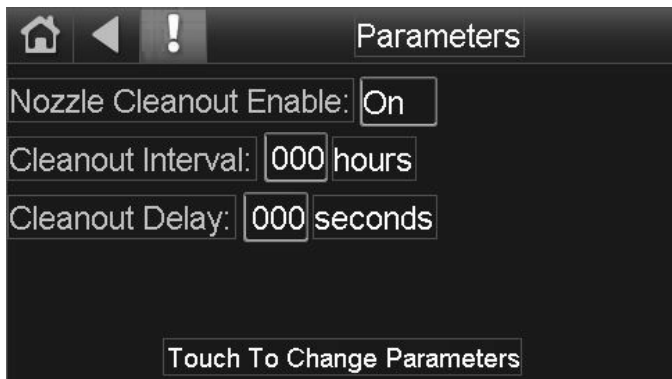 Parameters
Nozzle Cleanout Enable: On
Cleanout Interval: 000 hours
Cleanout Delay: 000 seconds
Touch To Change Parameters